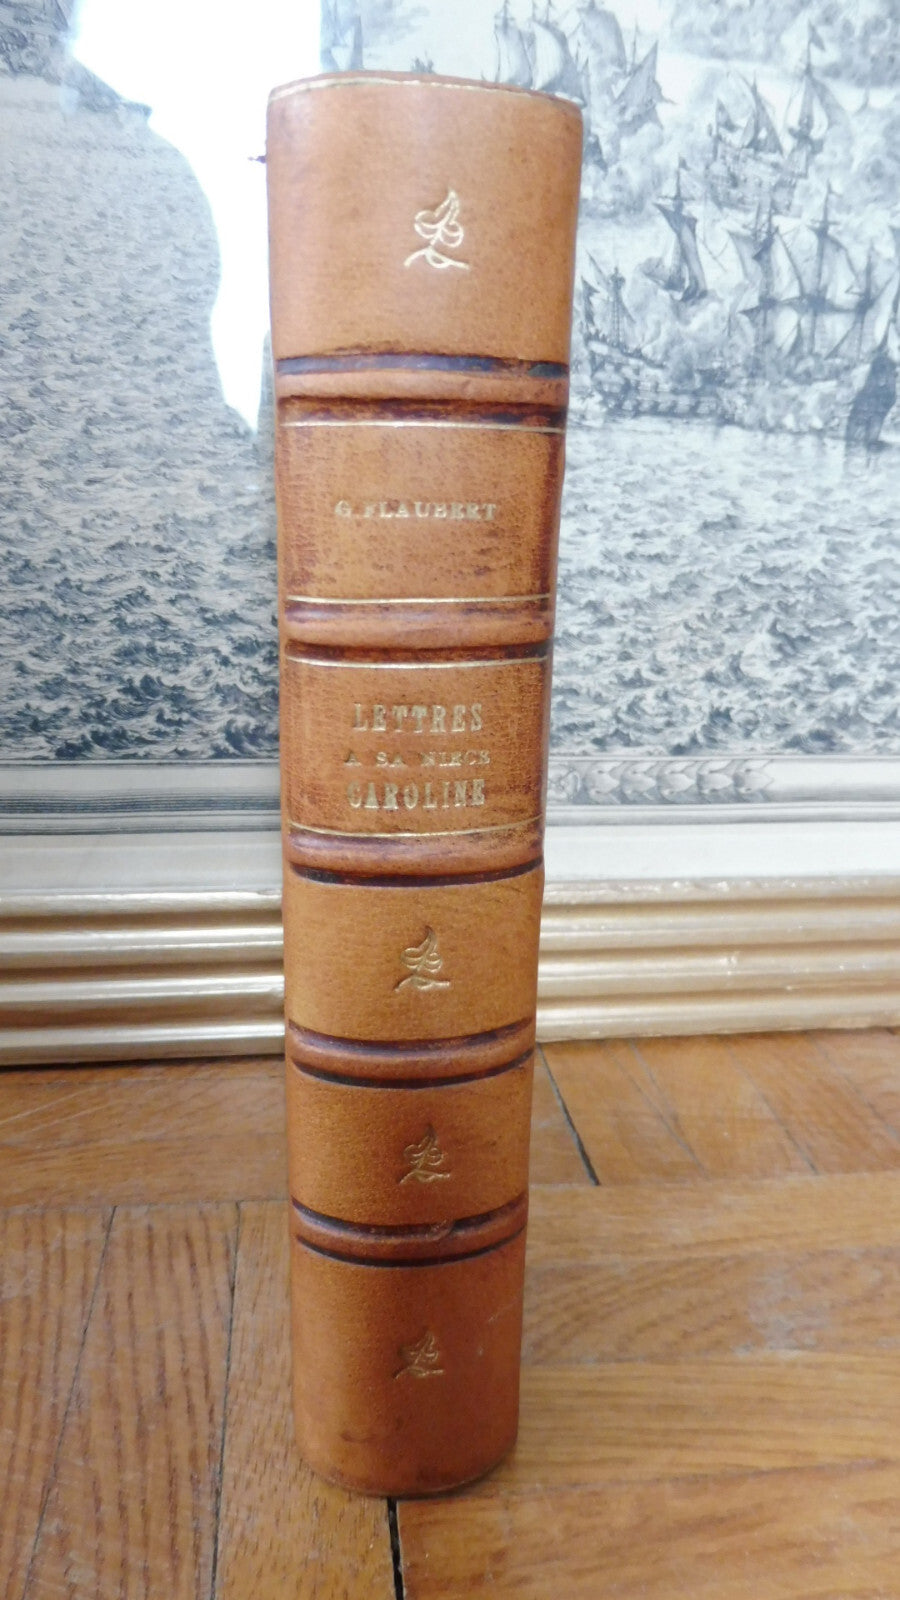 G. FLAUBERT
LETTRES
A SA NIECE
CAROLINE